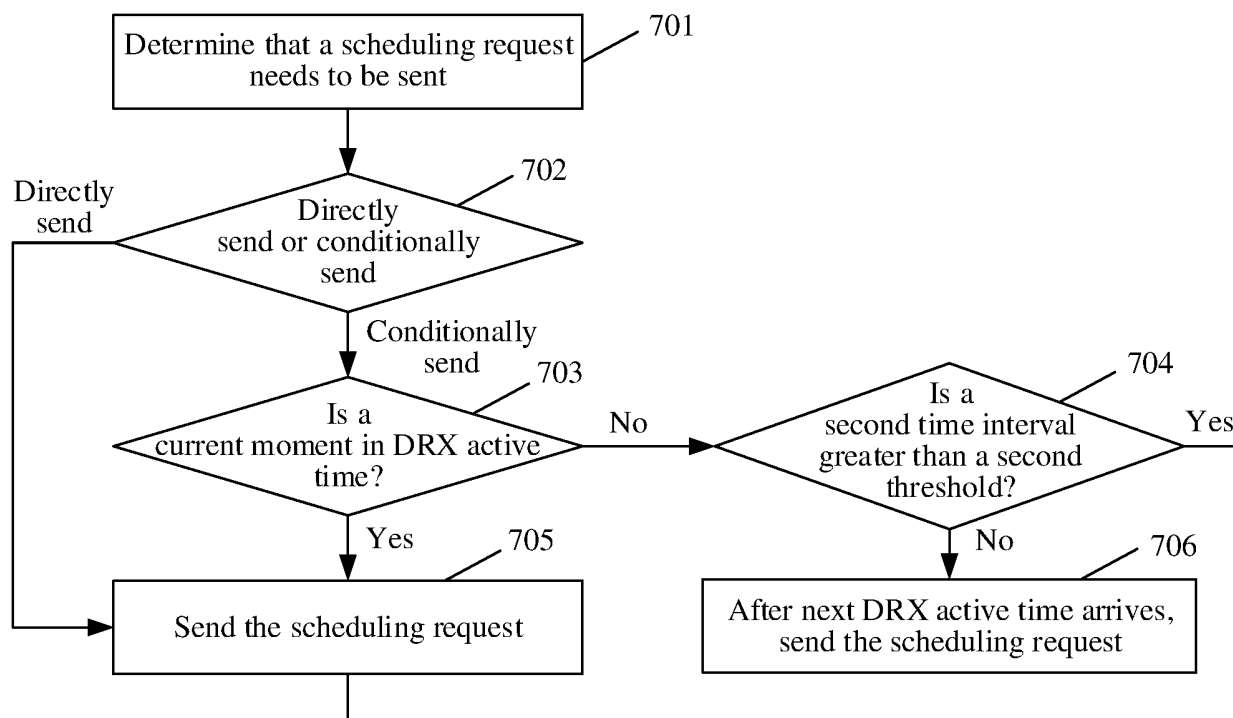 Determine that a scheduling request
needs to be sent
701
702
Directly
send
Directly
send or conditionally
send
Conditionally
send
703
Is a
current moment in DRX active
time?
No
704
Is a
second time interval
greater than a second
threshold?
Yes
Yes
705
Send the scheduling request
No
706
After next DRX active time arrives,
send the scheduling request